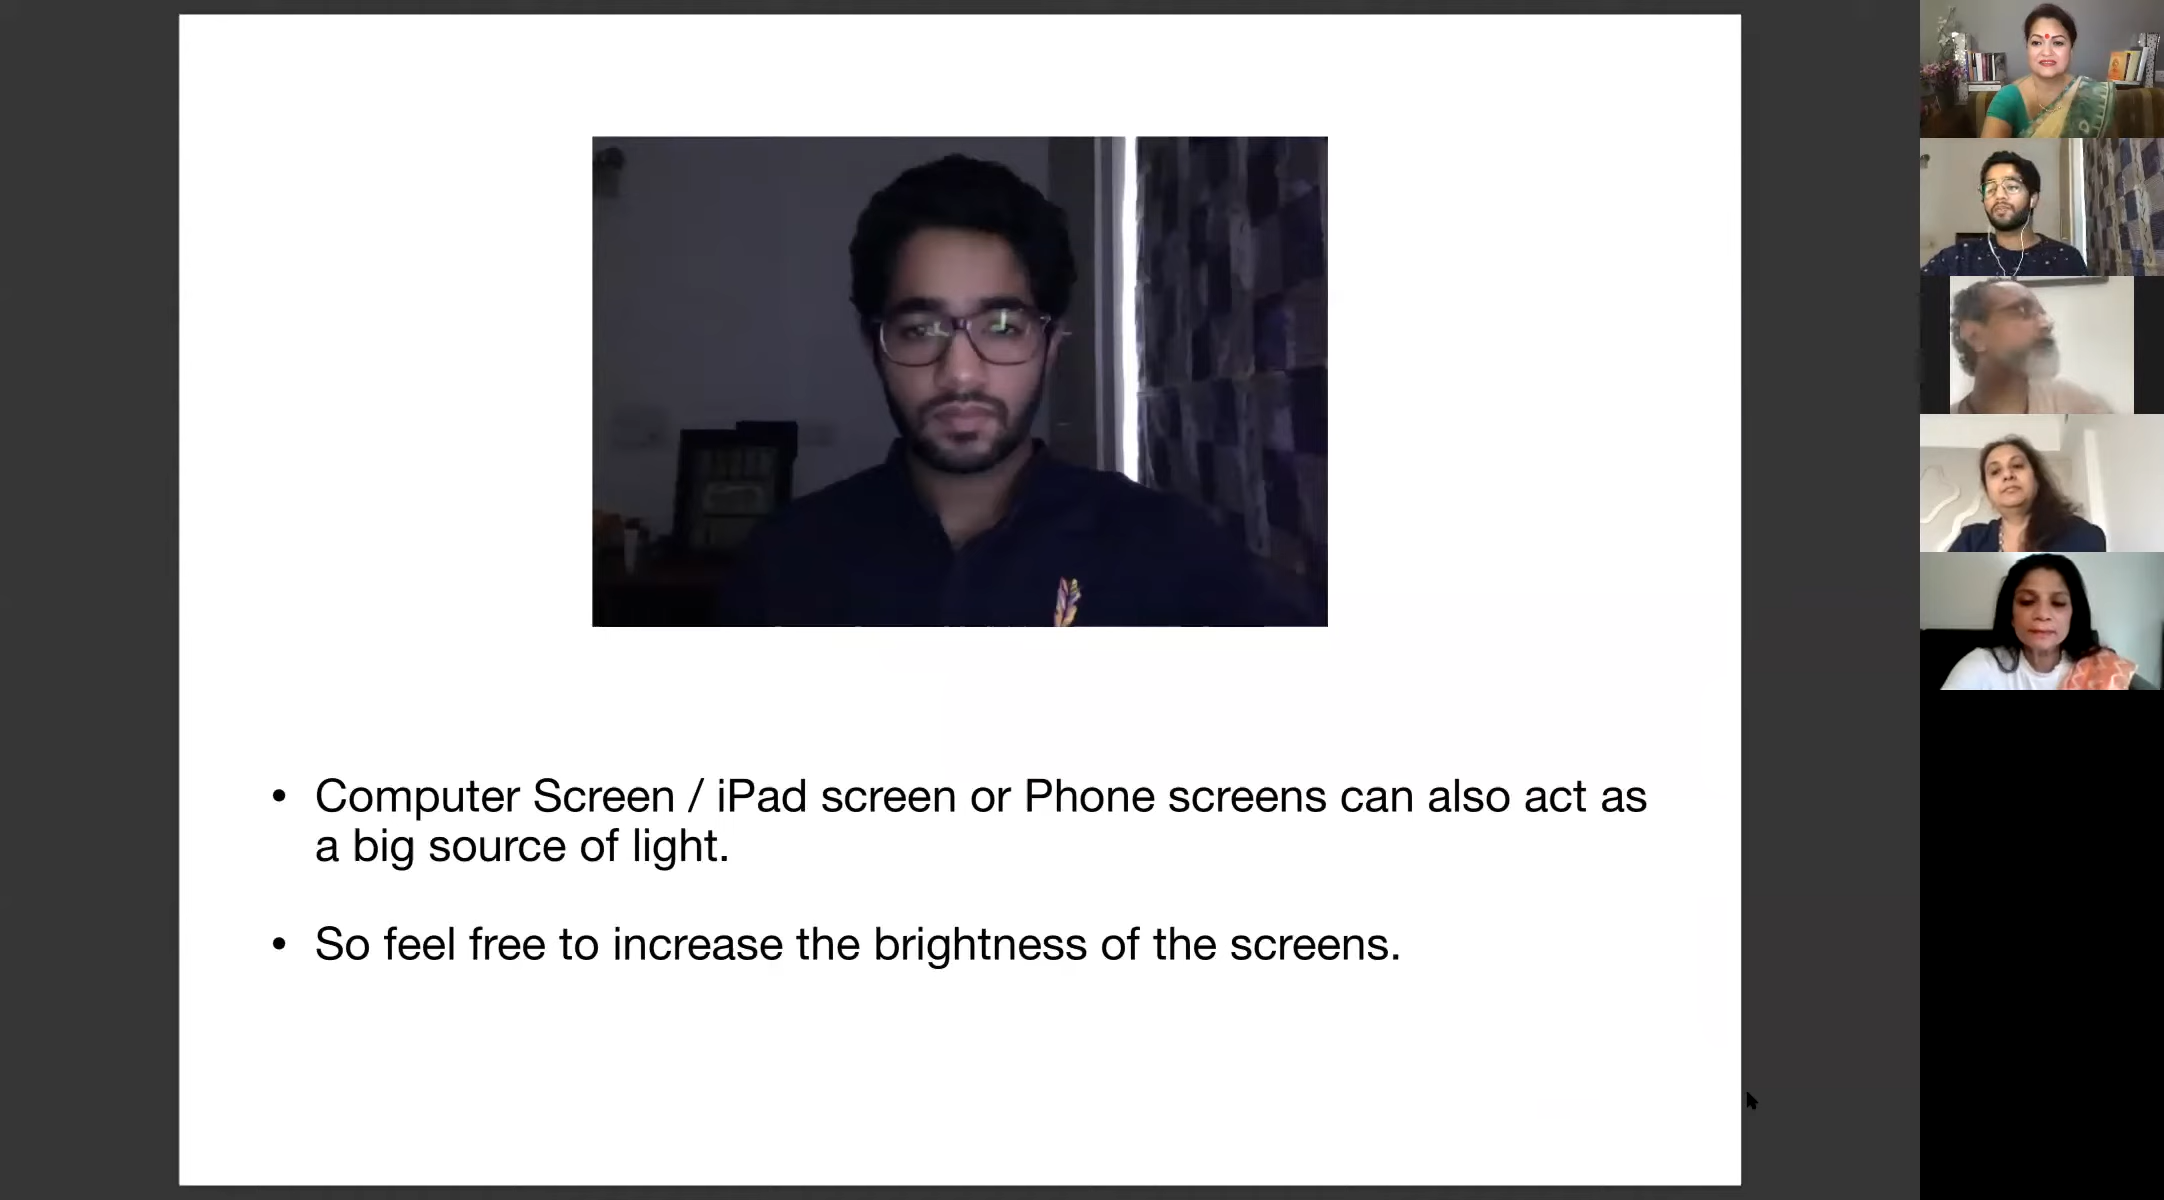 • Computer Screen / iPad screen or Phone screens can also act as
a big source of light.
• So feel free to increase the brightness of the screens.